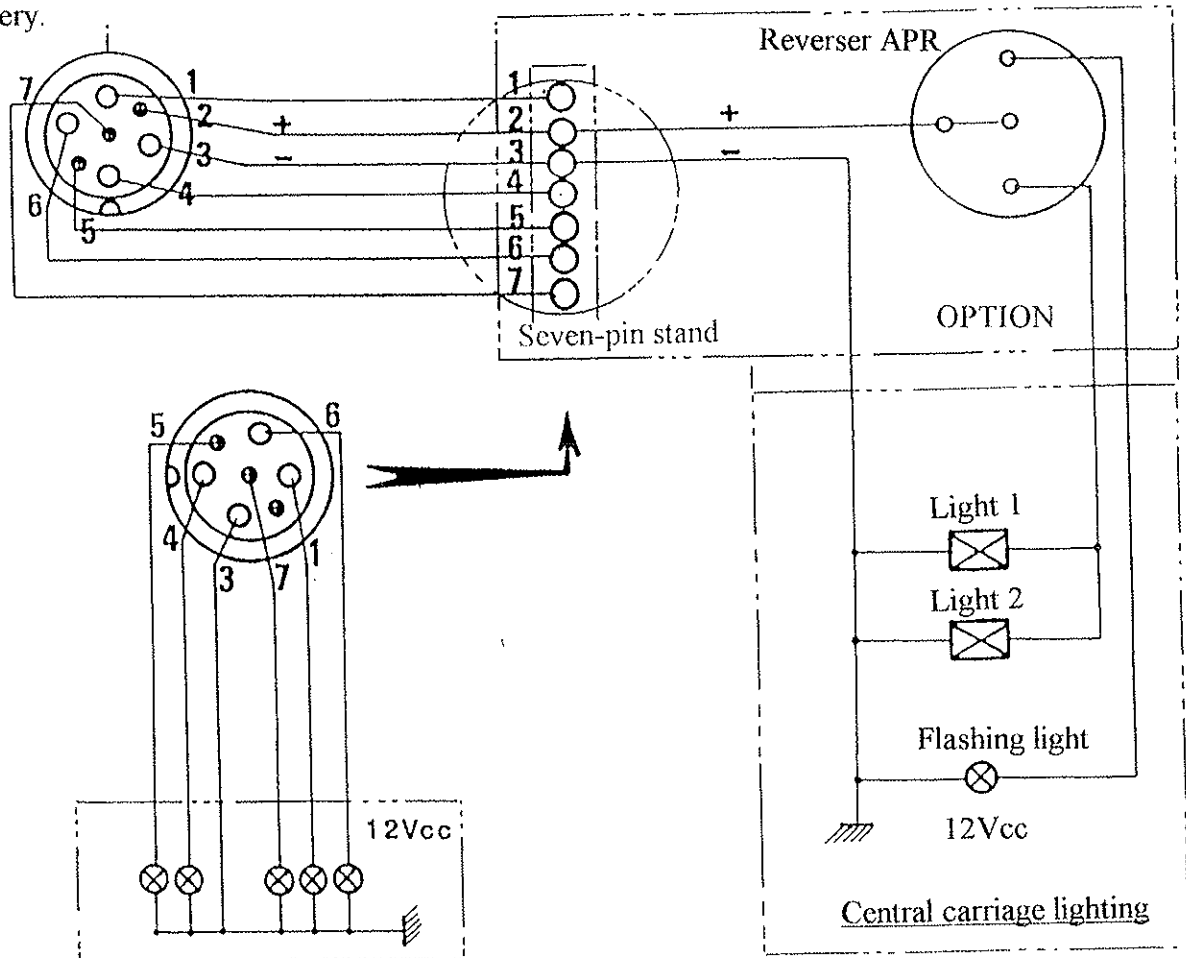 ery.
Reverser APR
7
1
2
+
−
3
4
6
5
1
2
3
4
5
6
7
+
−
Seven-pin stand
OPTION
5
6
4
3
7
1
12Vcc
Light 1
Light 2
Flashing light
12Vcc
Central carriage lighting